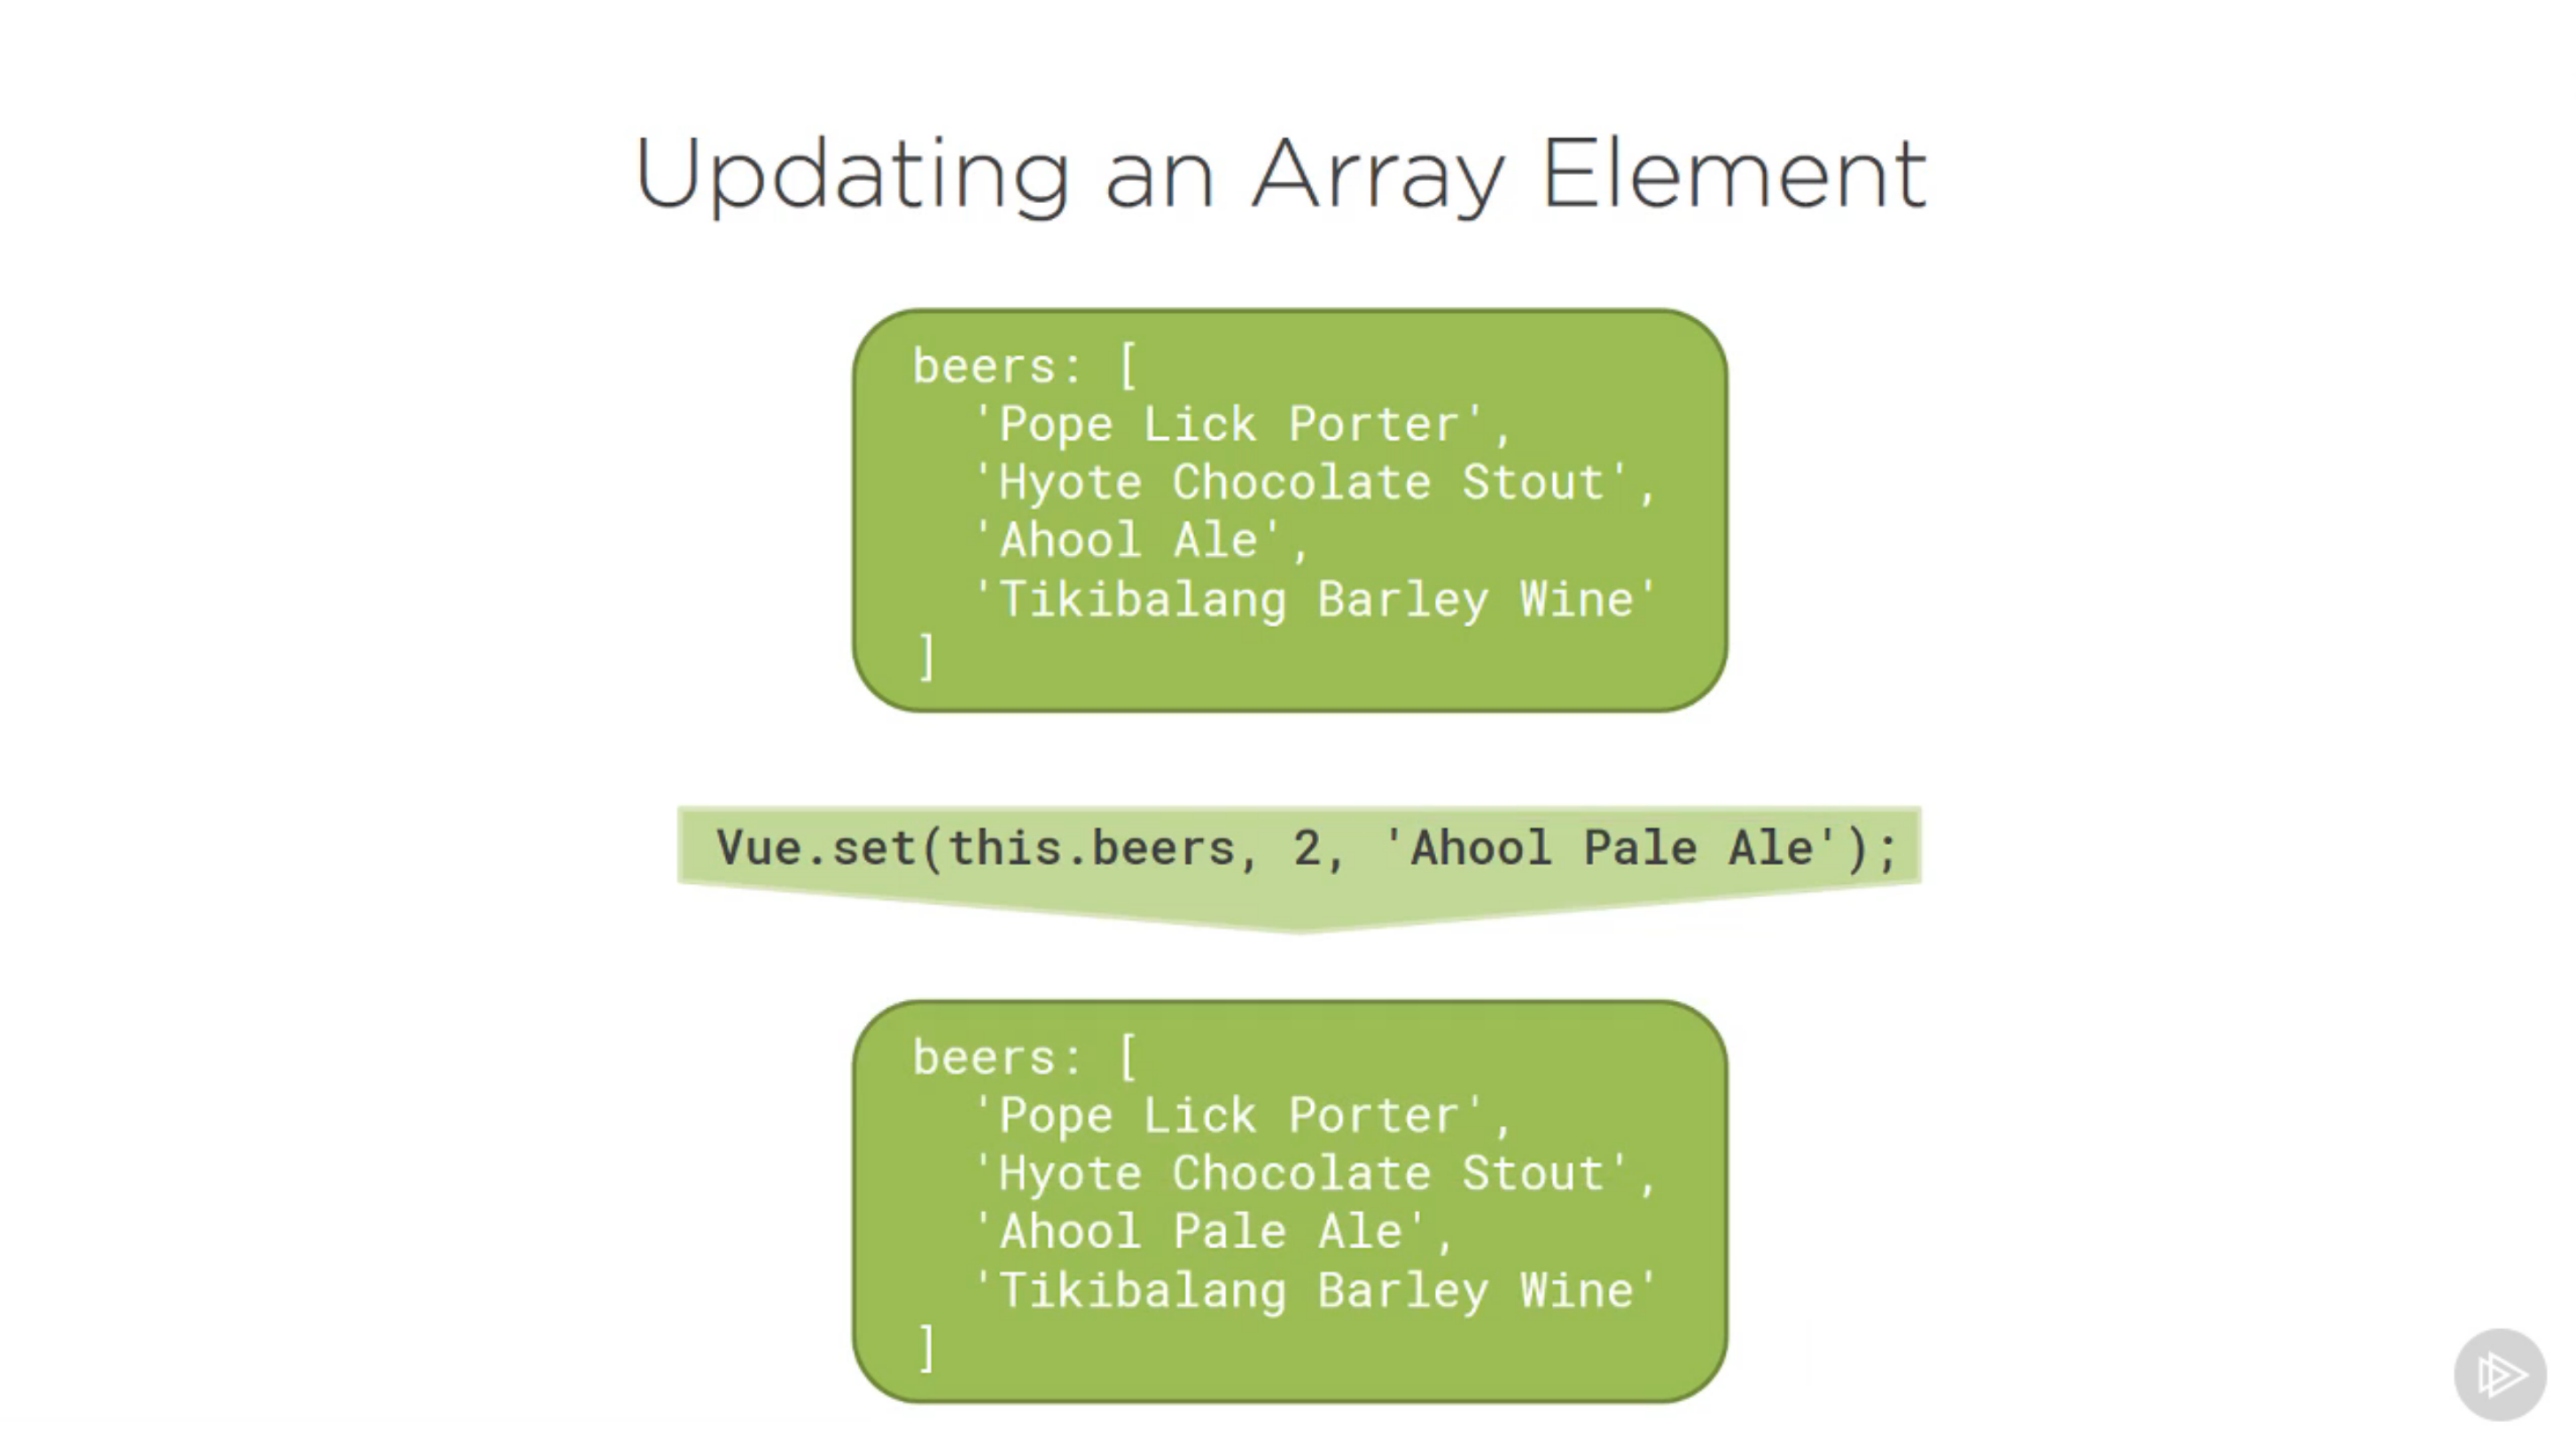 Updating an Array Element
beers: [
'Pope Lick Porter',
'Hyote Chocolate Stout',
'Ahool Ale',
'Tikibalang Barley Wine'
]
Vue.set(this.beers, 2, 'Ahool Pale Ale');
beers: [
'Pope Lick Porter',
'Hyote Chocolate Stout',
'Ahool Pale Ale',
'Tikibalang Barley Wine'
]